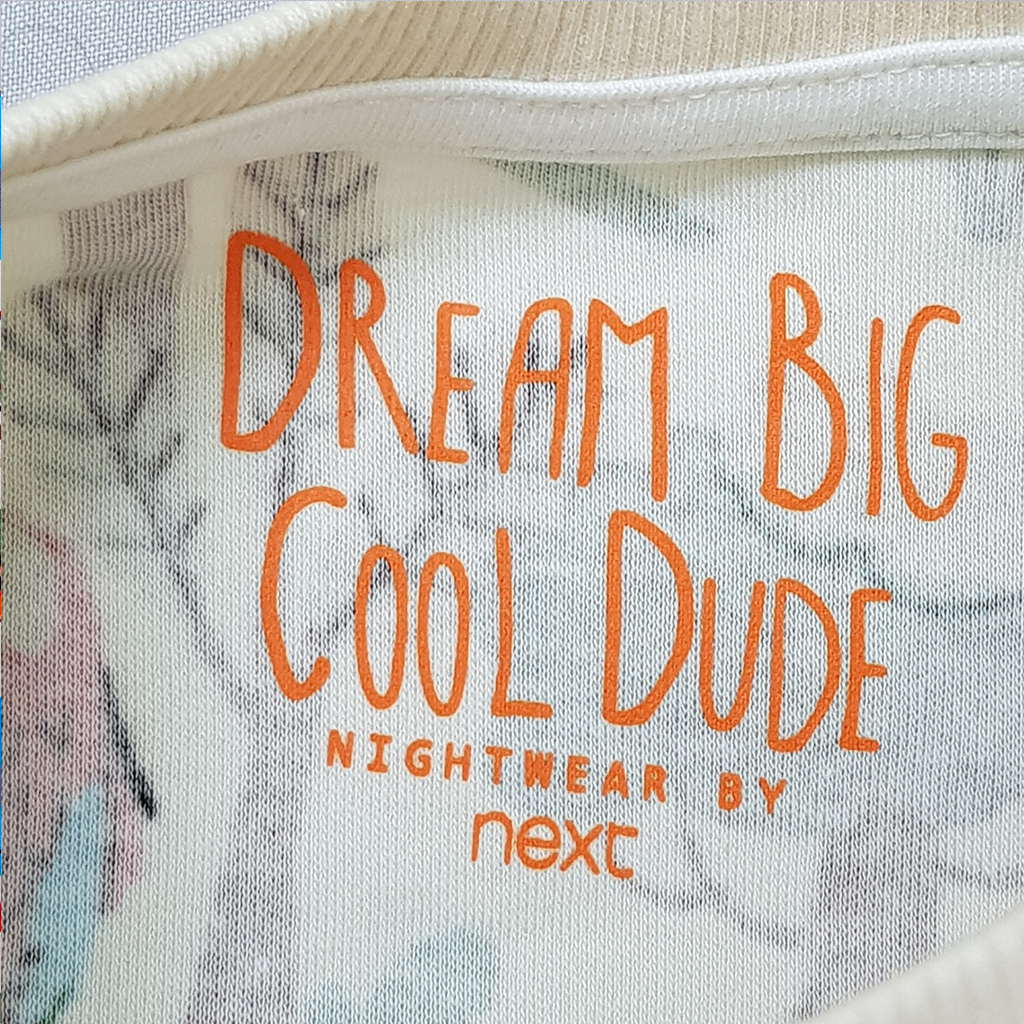 DREAM BIG
COOL DUDE
NIGHTWEAR BY
next